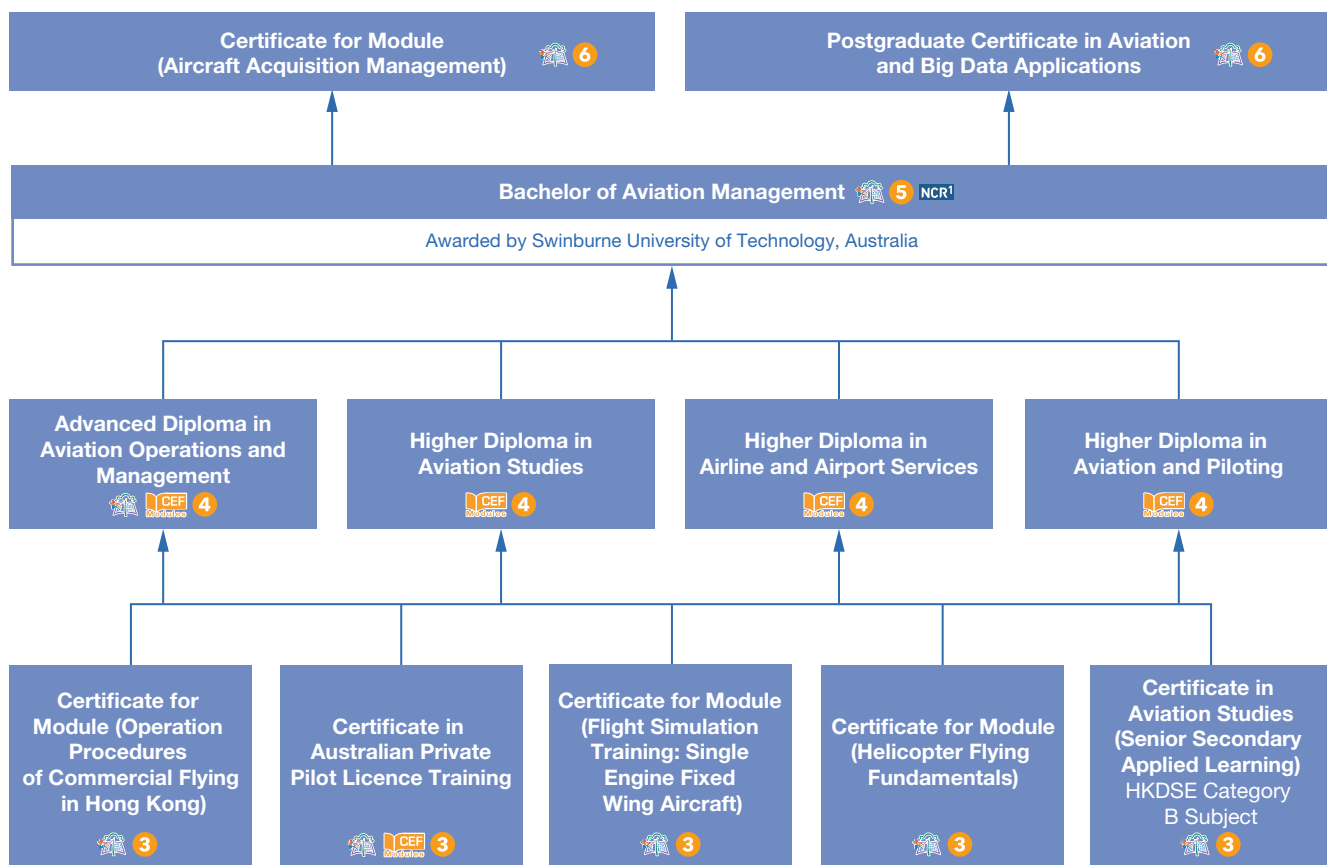 Certificate for Module
(Aircraft Acquisition Management)
6
Postgraduate Certificate in Aviation
and Big Data Applications
6
Bachelor of Aviation Management 5 NCR¹
Awarded by Swinburne University of Technology, Australia
Advanced Diploma in
Aviation Operations and
Management
CEF
Modules
4
Higher Diploma in
Aviation Studies
CEF
Modules
4
Higher Diploma in
Airline and Airport Services
CEF
Modules
4
Higher Diploma in
Aviation and Piloting
CEF
Modules
4
Certificate for
Module (Operation
Procedures
of Commercial Flying
in Hong Kong)
3
Certificate in
Australian Private
Pilot Licence Training
CEF
Modules
3
Certificate for Module
(Flight Simulation
Training: Single
Engine Fixed
Wing Aircraft)
3
Certificate for Module
(Helicopter Flying
Fundamentals)
3
Certificate in
Aviation Studies
(Senior Secondary
Applied Learning)
HKDSE Category
B Subject
3